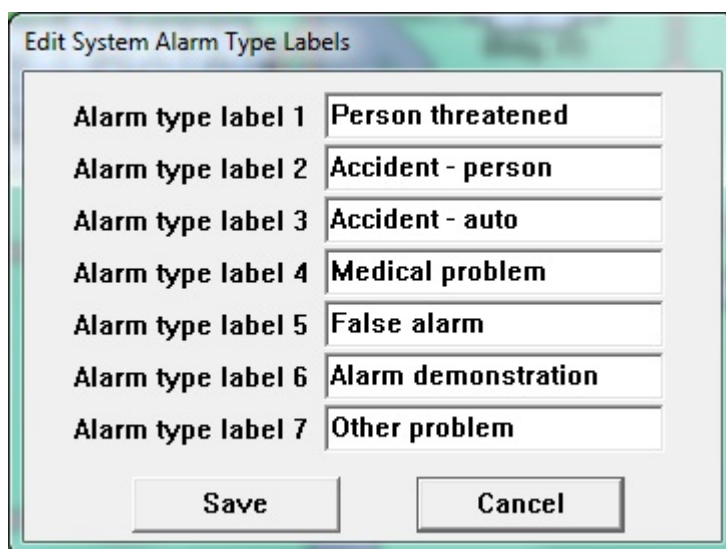 Edit System Alarm Type Labels
Alarm type label 1 Person threatened
Alarm type label 2 Accident - person
Alarm type label 3 Accident - auto
Alarm type label 4 Medical problem
Alarm type label 5 False alarm
Alarm type label 6 Alarm demonstration
Alarm type label 7 Other problem
Save Cancel